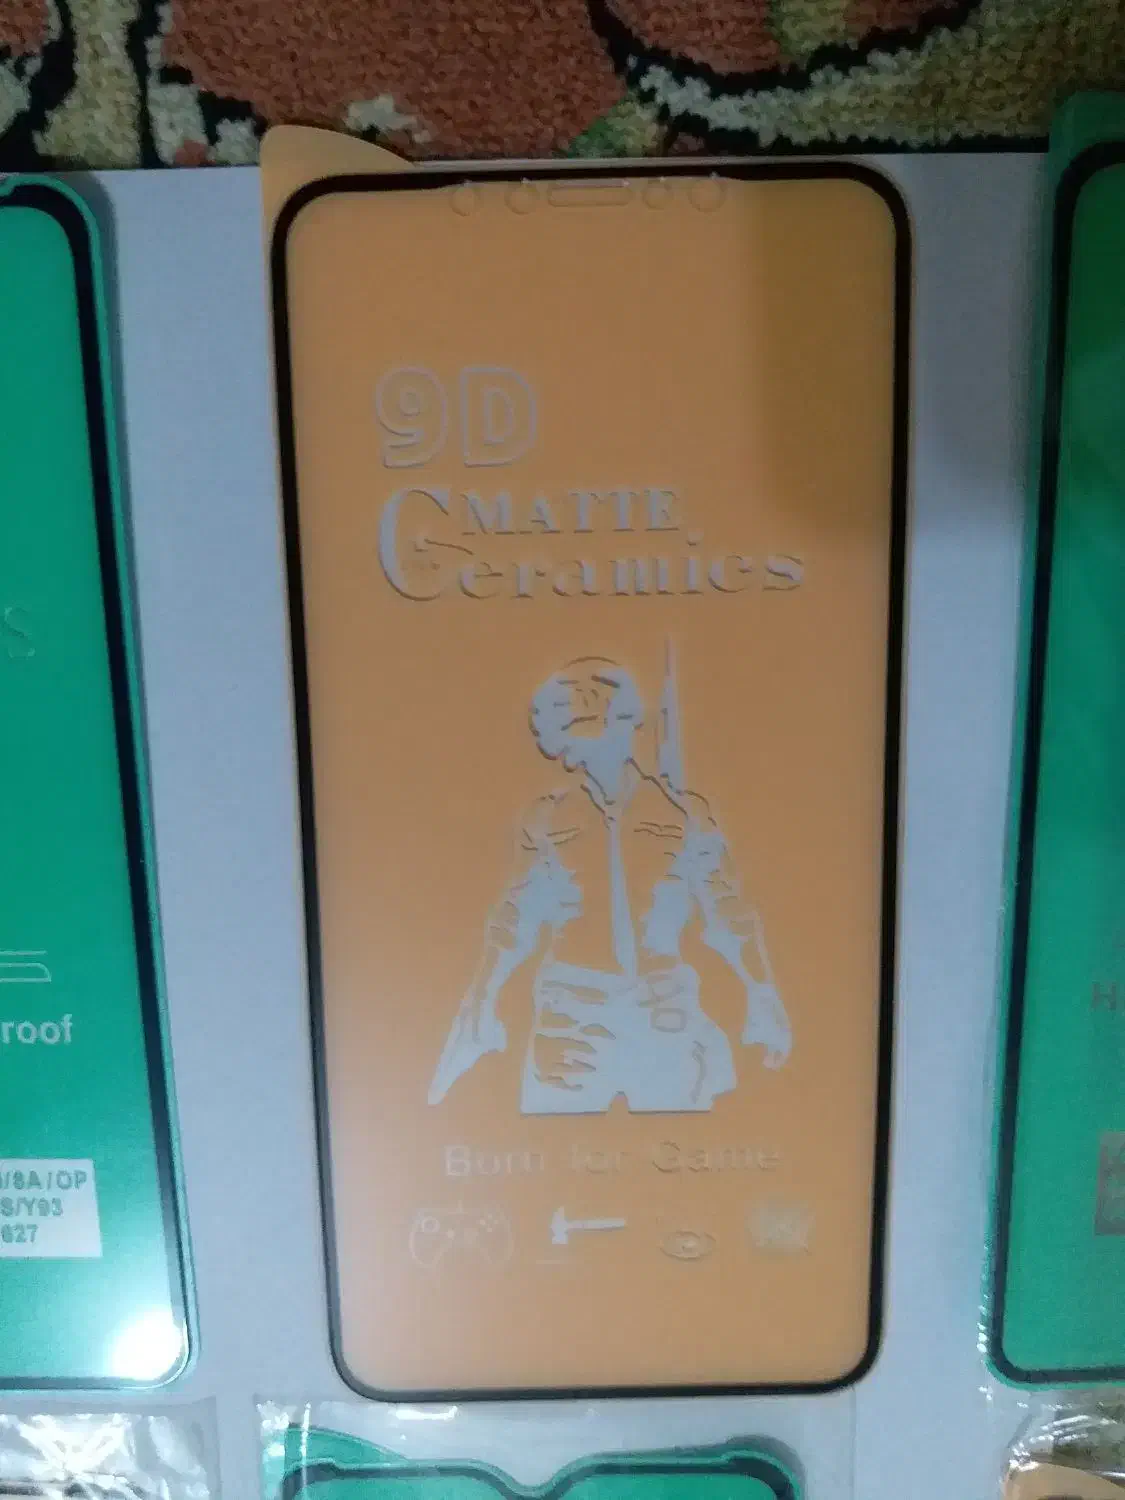 9D
MATTE
Ceramics
Born for Game
S
roof
/8A/OP
S/Y93
627
H